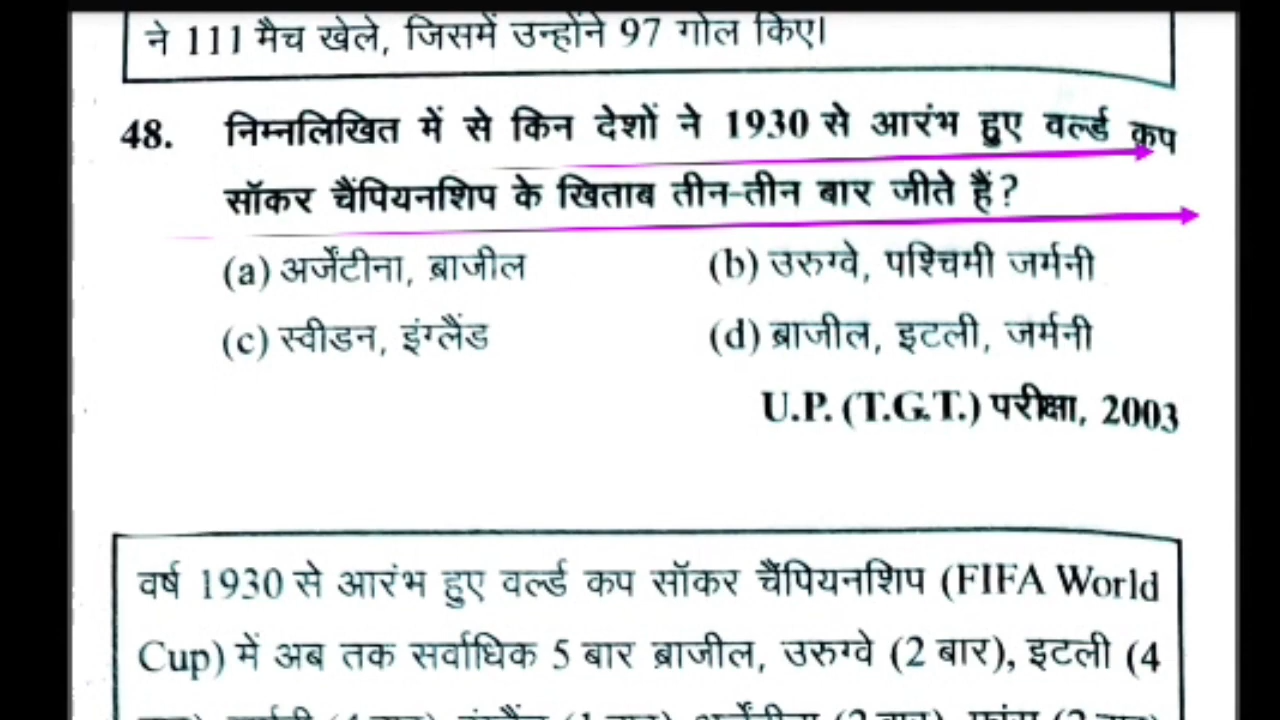 ने 111 मैच खेले, जिसमें उन्होंने 97 गोल किए।
48. निम्नलिखित में से किन देशों ने 1930 से आरंभ हुए वर्ल्ड कप
सॉकर चैंपियनशिप के खिताब तीन-तीन बार जीते हैं?
(a) अर्जेंटीना, ब्राजील (b) उरुग्वे, पश्चिमी जर्मनी
(c) स्वीडन, इंग्लैंड (d) ब्राजील, इटली, जर्मनी
U.P. (T.G.T.) परीक्षा, 2003
वर्ष 1930 से आरंभ हुए वर्ल्ड कप सॉकर चैंपियनशिप (FIFA World
Cup) में अब तक सर्वाधिक 5 बार ब्राजील, उरुग्वे (2 बार), इटली (4